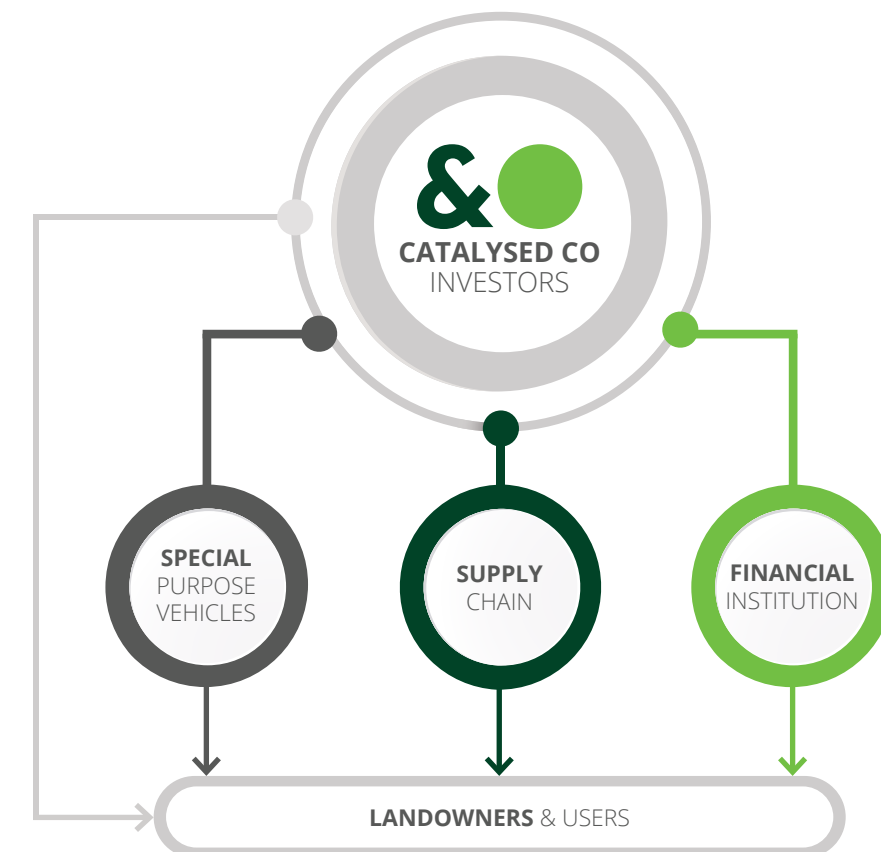 &
CATALYSED CO
INVESTORS
SPECIAL
PURPOSE
VEHICLES
SUPPLY
CHAIN
FINANCIAL
INSTITUTION
LANDOWNERS & USERS